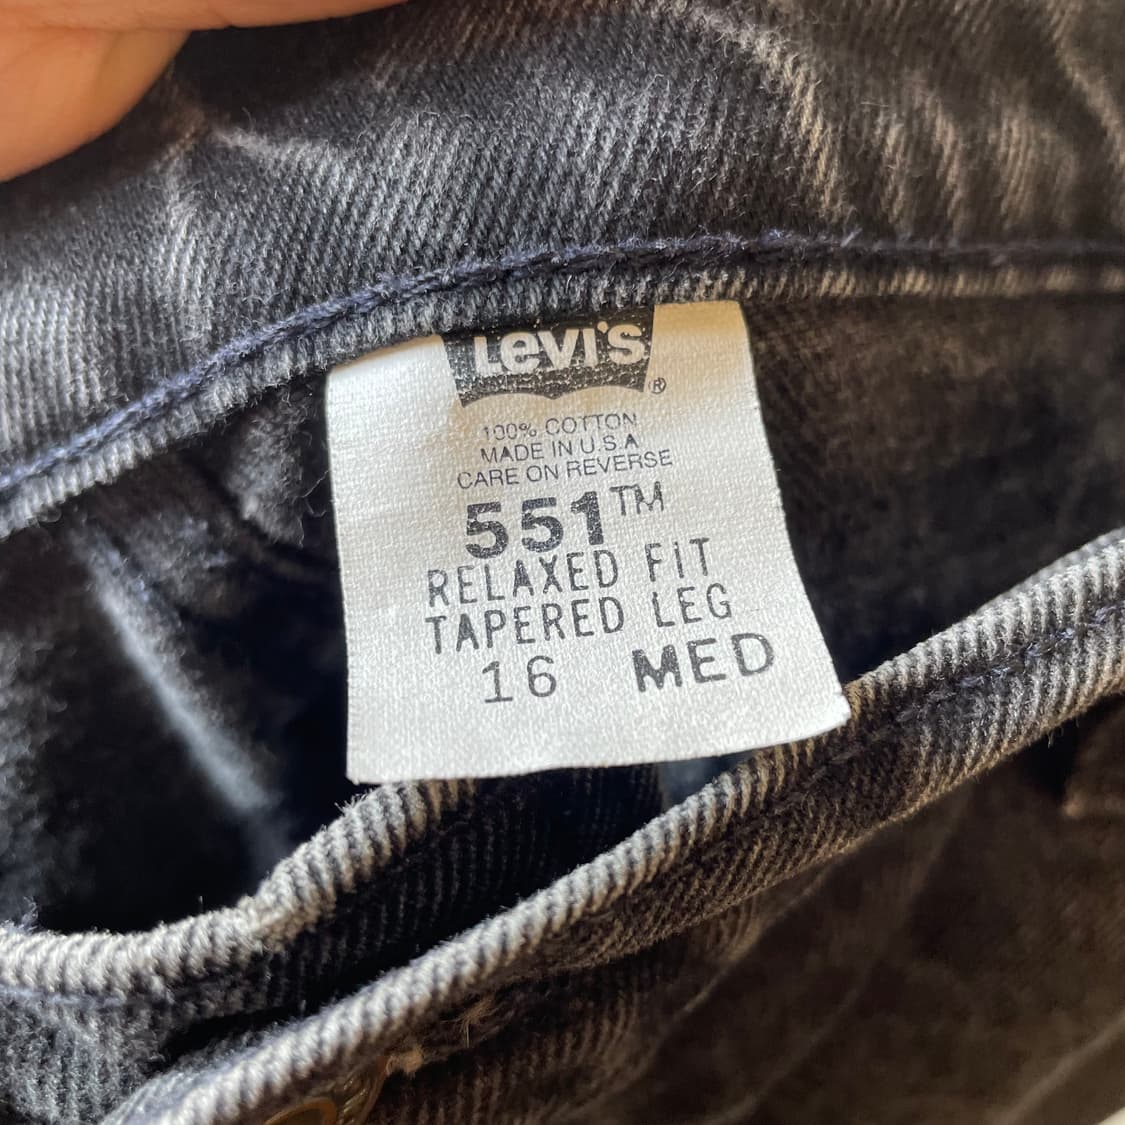 Levi's ®
100% COTTON
MADE IN U.S.A
CARE ON REVERSE
551™
RELAXED FIT
TAPERED LEG
16 MED